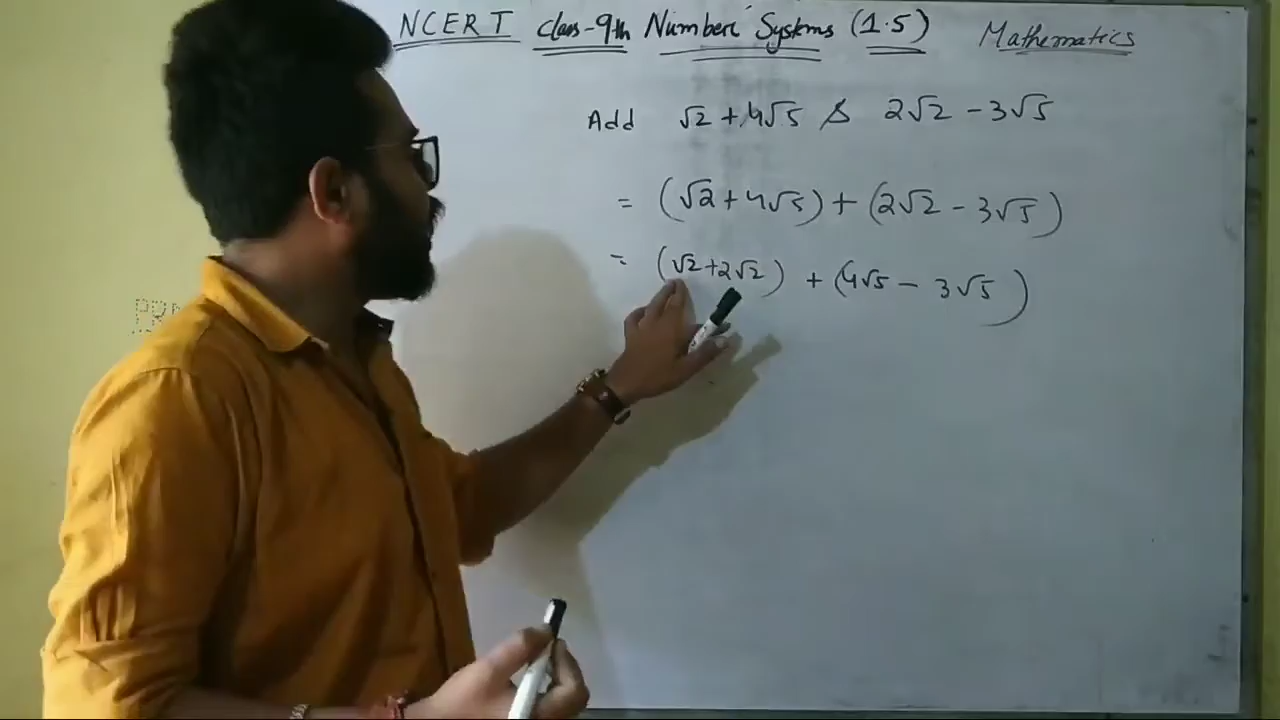 NCERT Class-9th Number Systems (1.5) Mathematics
Add √2 + 4√5 & 2√2 - 3√5
= (√2 + 4√5) + (2√2 - 3√5)
= (√2 + 2√2) + (4√5 - 3√5)